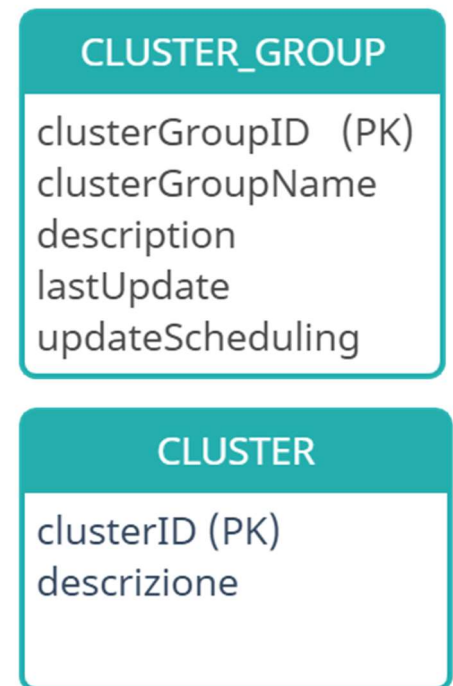 CLUSTER_GROUP
clusterGroupID (PK)
clusterGroupName
description
lastUpdate
updateScheduling
CLUSTER
clusterID (PK)
descrizione